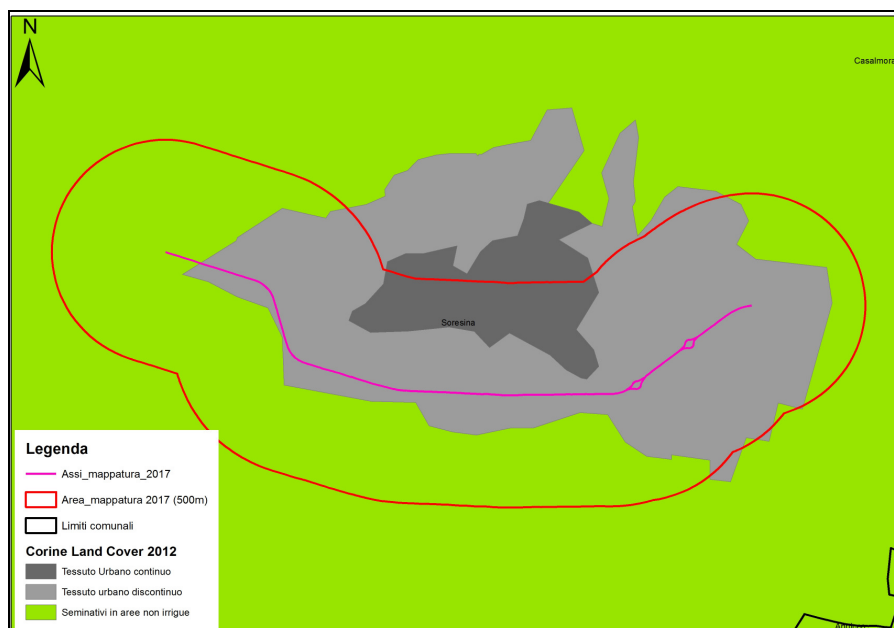 N
Casalmora
Soresina
Legenda
Assi_mappatura_2017
Area_mappatura 2017 (500m)
Limiti comunali
Corine Land Cover 2012
Tessuto Urbano continuo
Tessuto urbano discontinuo
Seminativi in aree non irrigue